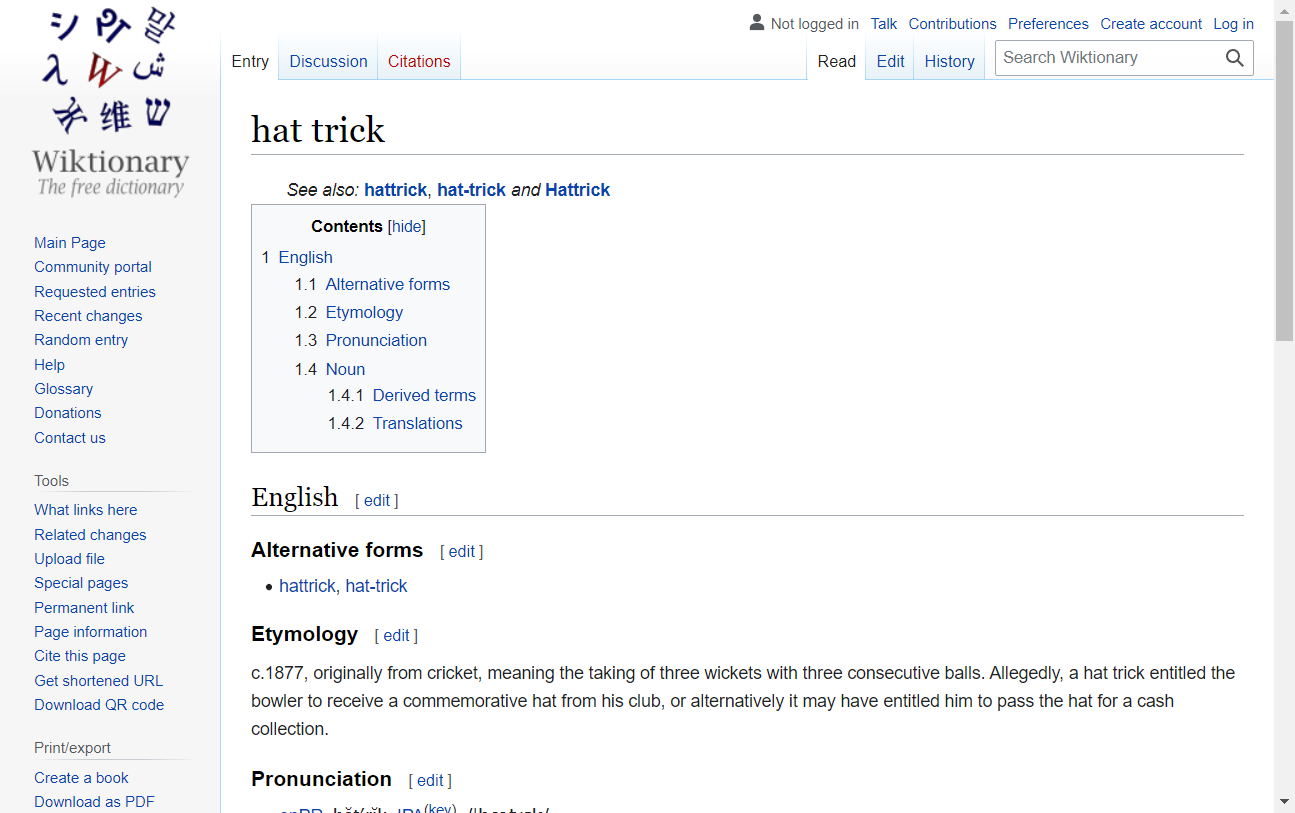 Not logged in Talk Contributions Preferences Create account Log in
Entry Discussion Citations Read Edit History Search Wiktionary
Wiktionary
The free dictionary
Main Page
Community portal
Requested entries
Recent changes
Random entry
Help
Glossary
Donations
Contact us
Tools
What links here
Related changes
Upload file
Special pages
Permanent link
Page information
Cite this page
Get shortened URL
Download QR code
Print/export
Create a book
Download as PDF
hat trick
See also: hattrick, hat-trick and Hattrick
Contents [hide]
1 English
1.1 Alternative forms
1.2 Etymology
1.3 Pronunciation
1.4 Noun
1.4.1 Derived terms
1.4.2 Translations
English [ edit ]
Alternative forms [ edit ]
• hattrick, hat-trick
Etymology [ edit ]
c.1877, originally from cricket, meaning the taking of three wickets with three consecutive balls. Allegedly, a hat trick entitled the
bowler to receive a commemorative hat from his club, or alternatively it may have entitled him to pass the hat for a cash
collection.
Pronunciation [ edit ]